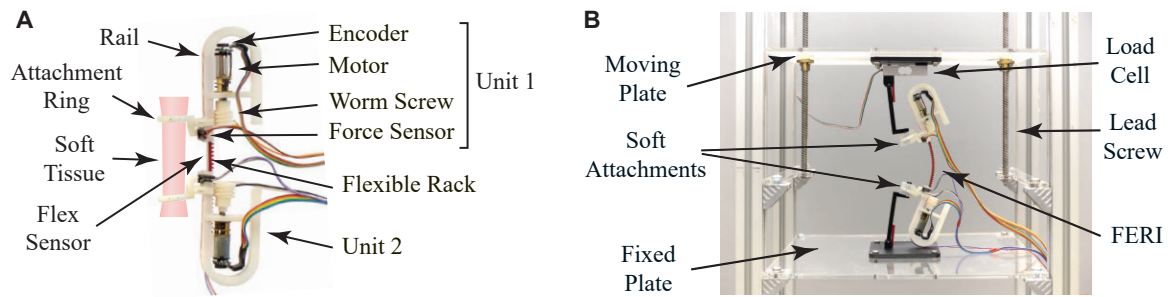 A
Rail
Attachment
Ring
Soft
Tissue
Flex
Sensor
Encoder
Motor
Worm Screw
Force Sensor
Unit 1
Flexible Rack
Unit 2
B
Moving
Plate
Soft
Attachments
Fixed
Plate
Load
Cell
Lead
Screw
FERI